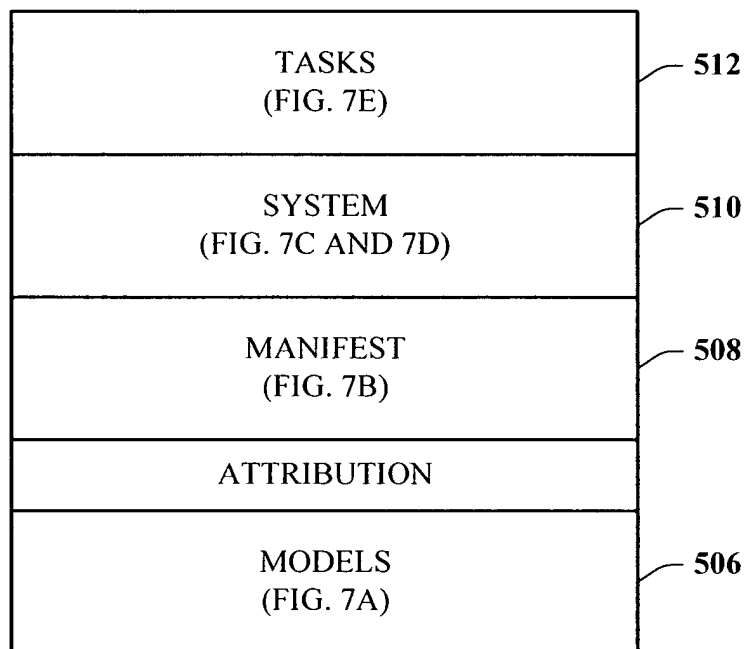 TASKS
(FIG. 7E)
512
SYSTEM
(FIG. 7C AND 7D)
510
MANIFEST
(FIG. 7B)
508
ATTRIBUTION
MODELS
(FIG. 7A)
506